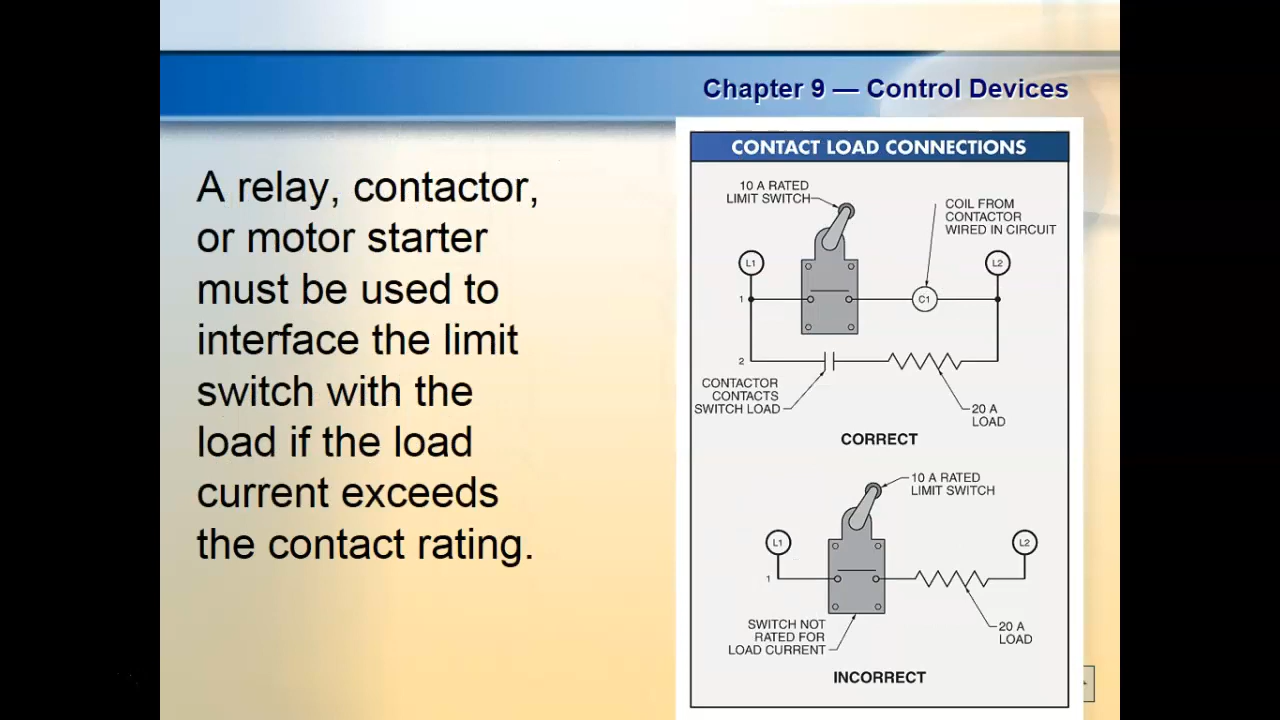 Chapter 9 — Control Devices
A relay, contactor,
or motor starter
must be used to
interface the limit
switch with the
load if the load
current exceeds
the contact rating.
CONTACT LOAD CONNECTIONS
10 A RATED
LIMIT SWITCH
COIL FROM
CONTACTOR
WIRED IN CIRCUIT
L1
L2
1
C1
2
CONTACTOR
CONTACTS
SWITCH LOAD
20 A
LOAD
CORRECT
10 A RATED
LIMIT SWITCH
L1
L2
1
SWITCH NOT
RATED FOR
LOAD CURRENT
20 A
LOAD
INCORRECT